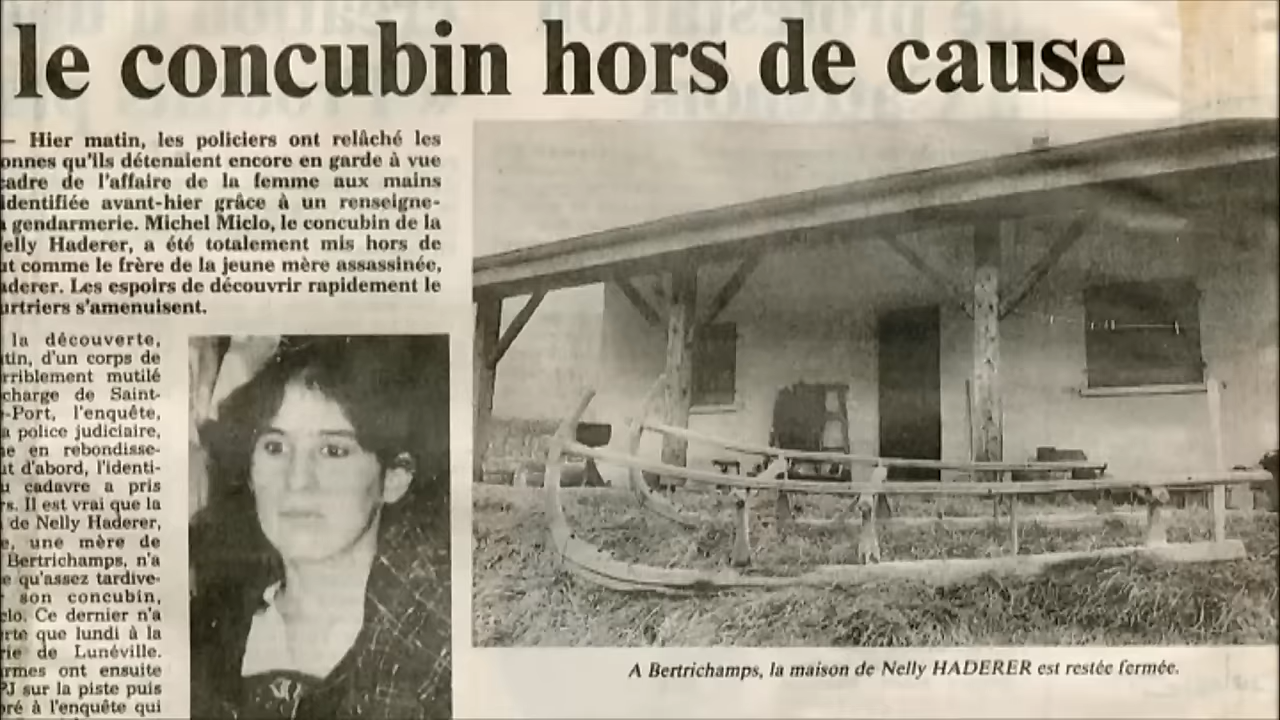 le concubin hors de cause
— Hier matin, les policiers ont relâché les
onnes qu'ils détenaient encore en garde à vue
cadre de l'affaire de la femme aux mains
identifiée avant-hier grâce à un renseigne-
a gendarmerie. Michel Miclo, le concubin de la
elly Haderer, a été totalement mis hors de
ut comme le frère de la jeune mère assassinée,
aderer. Les espoirs de découvrir rapidement le
urtriers s'amenuisent.
la découverte,
tin, d'un corps de
rriblement mutilé
charge de Saint-
-Port, l'enquête,
a police judiciaire,
ne en rebondisse-
ut d'abord, l'identi-
u cadavre a pris
rs. Il est vrai que la
de Nelly Haderer,
e, une mère de
Bertrichamps, n'a
e qu'assez tardive-
r son concubin,
clo. Ce dernier n'a
rte que lundi à la
rie de Lunéville.
rmes ont ensuite
PJ sur la piste puis
oré à l'enquête qui
A Bertrichamps, la maison de Nelly HADERER est restée fermée.